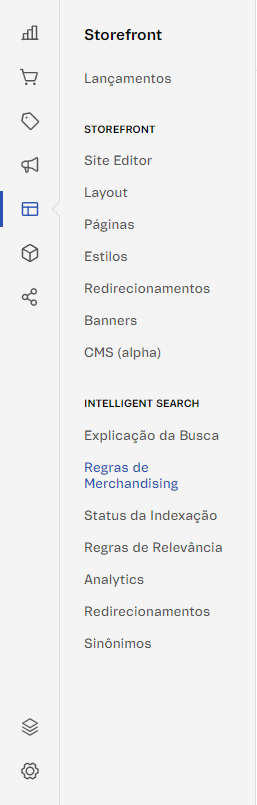 Storefront
Lançamentos
STOREFRONT
Site Editor
Layout
Páginas
Estilos
Redirecionamentos
Banners
CMS (alpha)
INTELLIGENT SEARCH
Explicação da Busca
Regras de
Merchandising
Status da Indexação
Regras de Relevância
Analytics
Redirecionamentos
Sinônimos